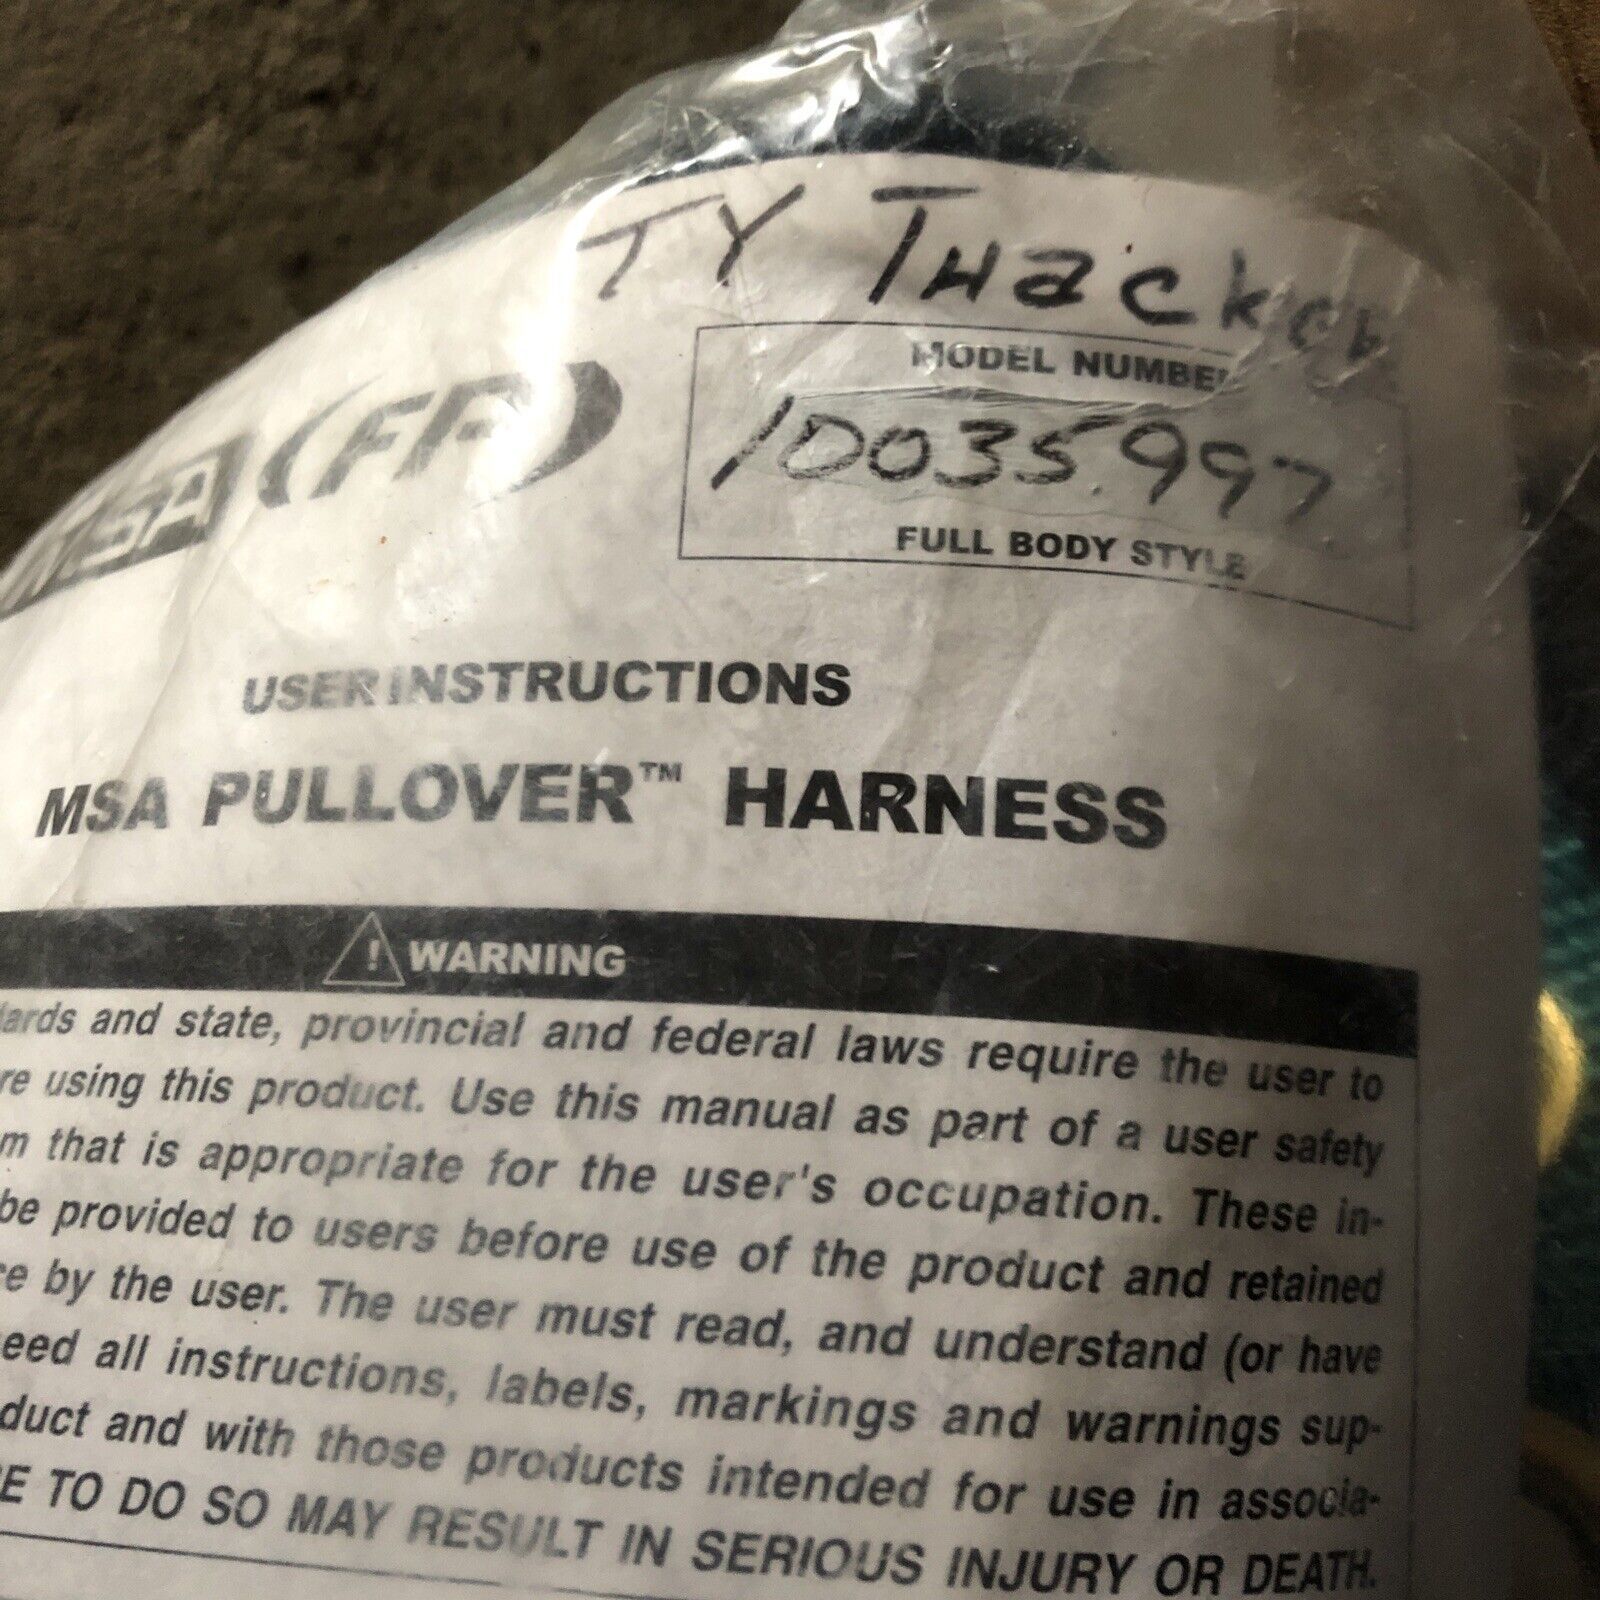 TY Thacker
MODEL NUMBER
10035997
FULL BODY STYLE
MSA (FP)
USER INSTRUCTIONS
MSA PULLOVER™ HARNESS
! WARNING
and state, provincial and federal laws require the user to
using this product. Use this manual as part of a user safety
that is appropriate for the user's occupation. These in-
be provided to users before use of the product and retained
by the user. The user must read, and understand (or have
all instructions, labels, markings and warnings sup-
and with those products intended for use in associa-
TO DO SO MAY RESULT IN SERIOUS INJURY OR DEATH.